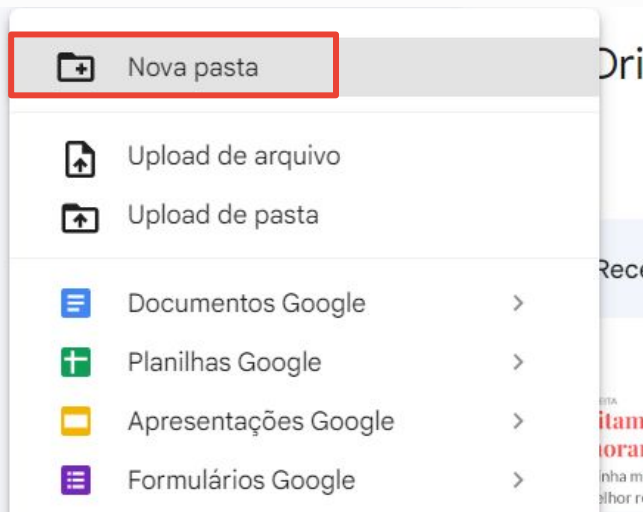 Nova pasta
Upload de arquivo
Upload de pasta
Documentos Google
Planilhas Google
Apresentações Google
Formulários Google